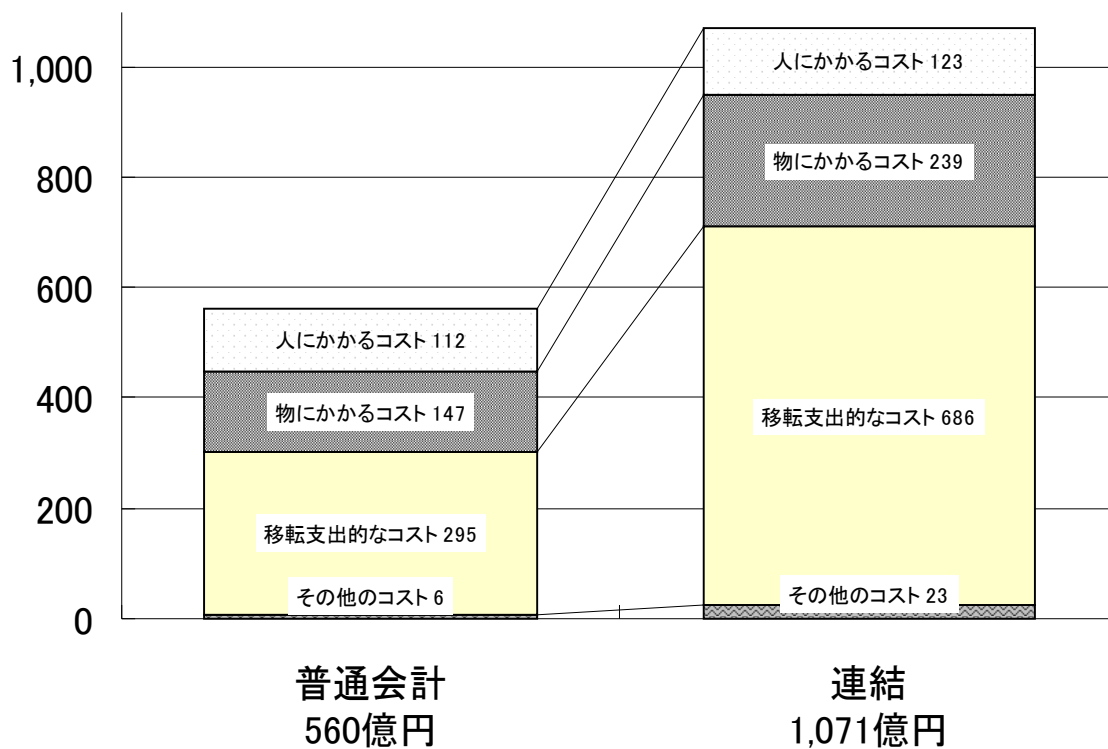 1,000
800
600
400
200
0
人にかかるコスト 112
物にかかるコスト 147
移転支出的なコスト 295
その他のコスト 6
人にかかるコスト 123
物にかかるコスト 239
移転支出的なコスト 686
その他のコスト 23
普通会計
560億円
連結
1,071億円